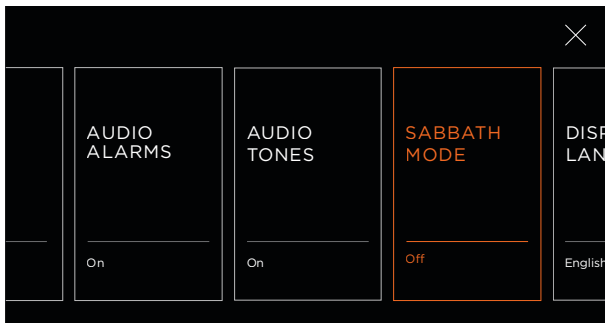 AUDIO
ALARMS
On
AUDIO
TONES
On
SABBATH
MODE
Off
English